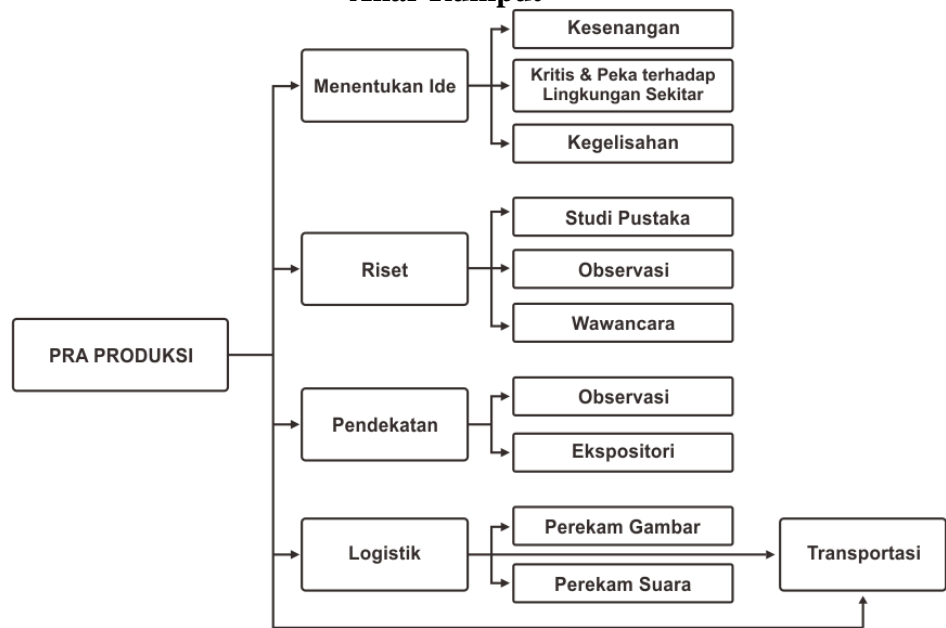 PRA PRODUKSI
Menentukan Ide
Kesenangan
Kritis & Peka terhadap
Lingkungan Sekitar
Kegelisahan
Riset
Studi Pustaka
Observasi
Wawancara
Pendekatan
Observasi
Ekspositori
Logistik
Perekam Gambar
Perekam Suara
Transportasi